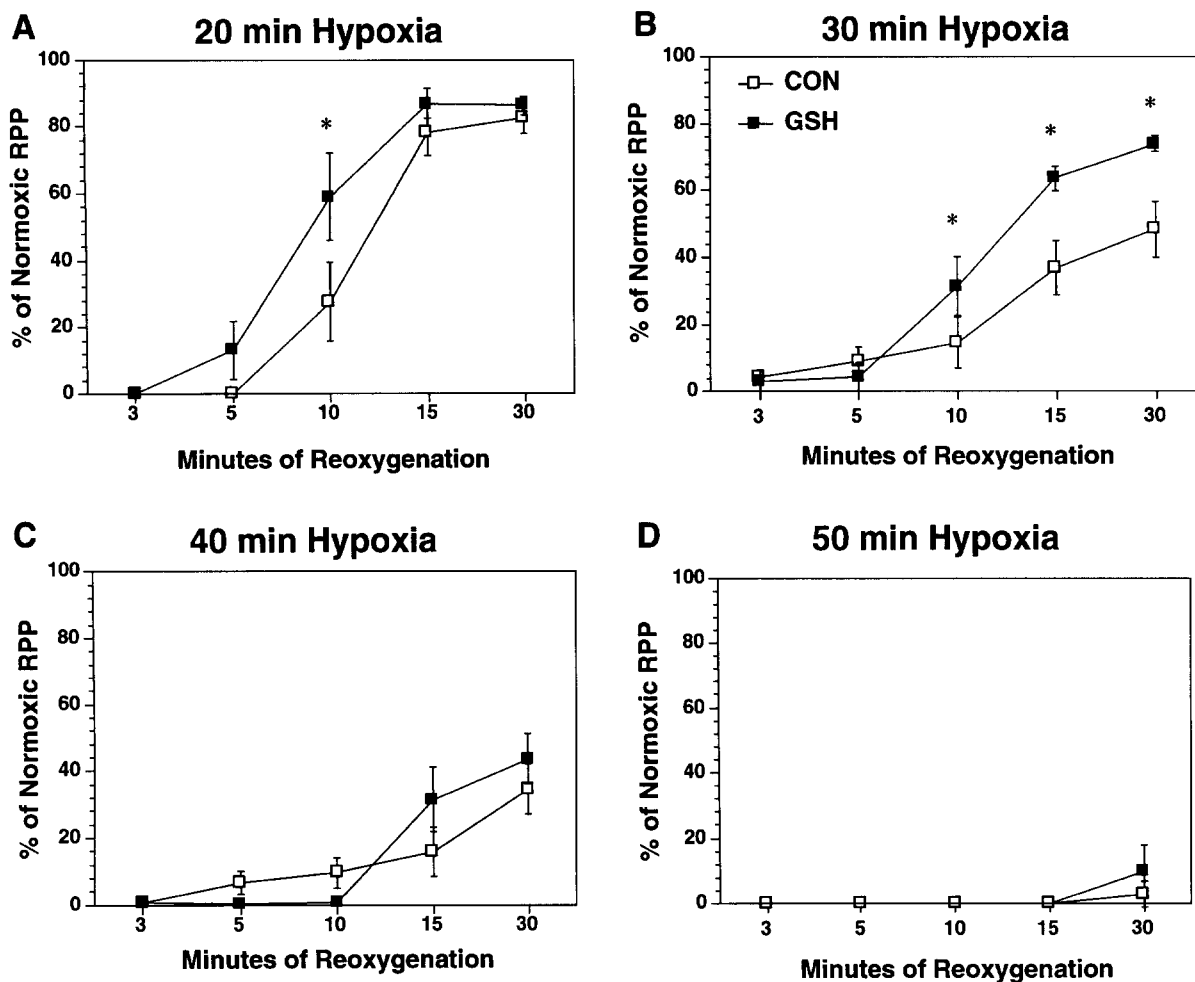 A
20 min Hypoxia
% of Normoxic RPP
100
80
60
40
20
0
*
3 5 10 15 30
Minutes of Reoxygenation
B
30 min Hypoxia
% of Normoxic RPP
100
80
60
40
20
0
CON
GSH
*
*
*
3 5 10 15 30
Minutes of Reoxygenation
C
40 min Hypoxia
% of Normoxic RPP
100
80
60
40
20
0
3 5 10 15 30
Minutes of Reoxygenation
D
50 min Hypoxia
% of Normoxic RPP
100
80
60
40
20
0
3 5 10 15 30
Minutes of Reoxygenation